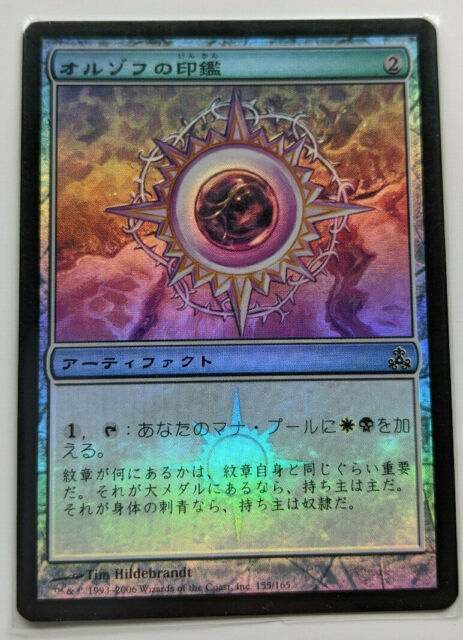 いんかん
オルゾフの印鑑 2
アーティファクト
1, : あなたのマナ・プールにを加
える。
紋章が何にあるかは、紋章自身と同じぐらい重要
だ。それが大メダルにあるなら、持ち主は主だ。
それが身体の刺青なら、持ち主は奴隷だ。
Tim Hildebrandt
™ & © 1993–2006 Wizards of the Coast, Inc. 155/165